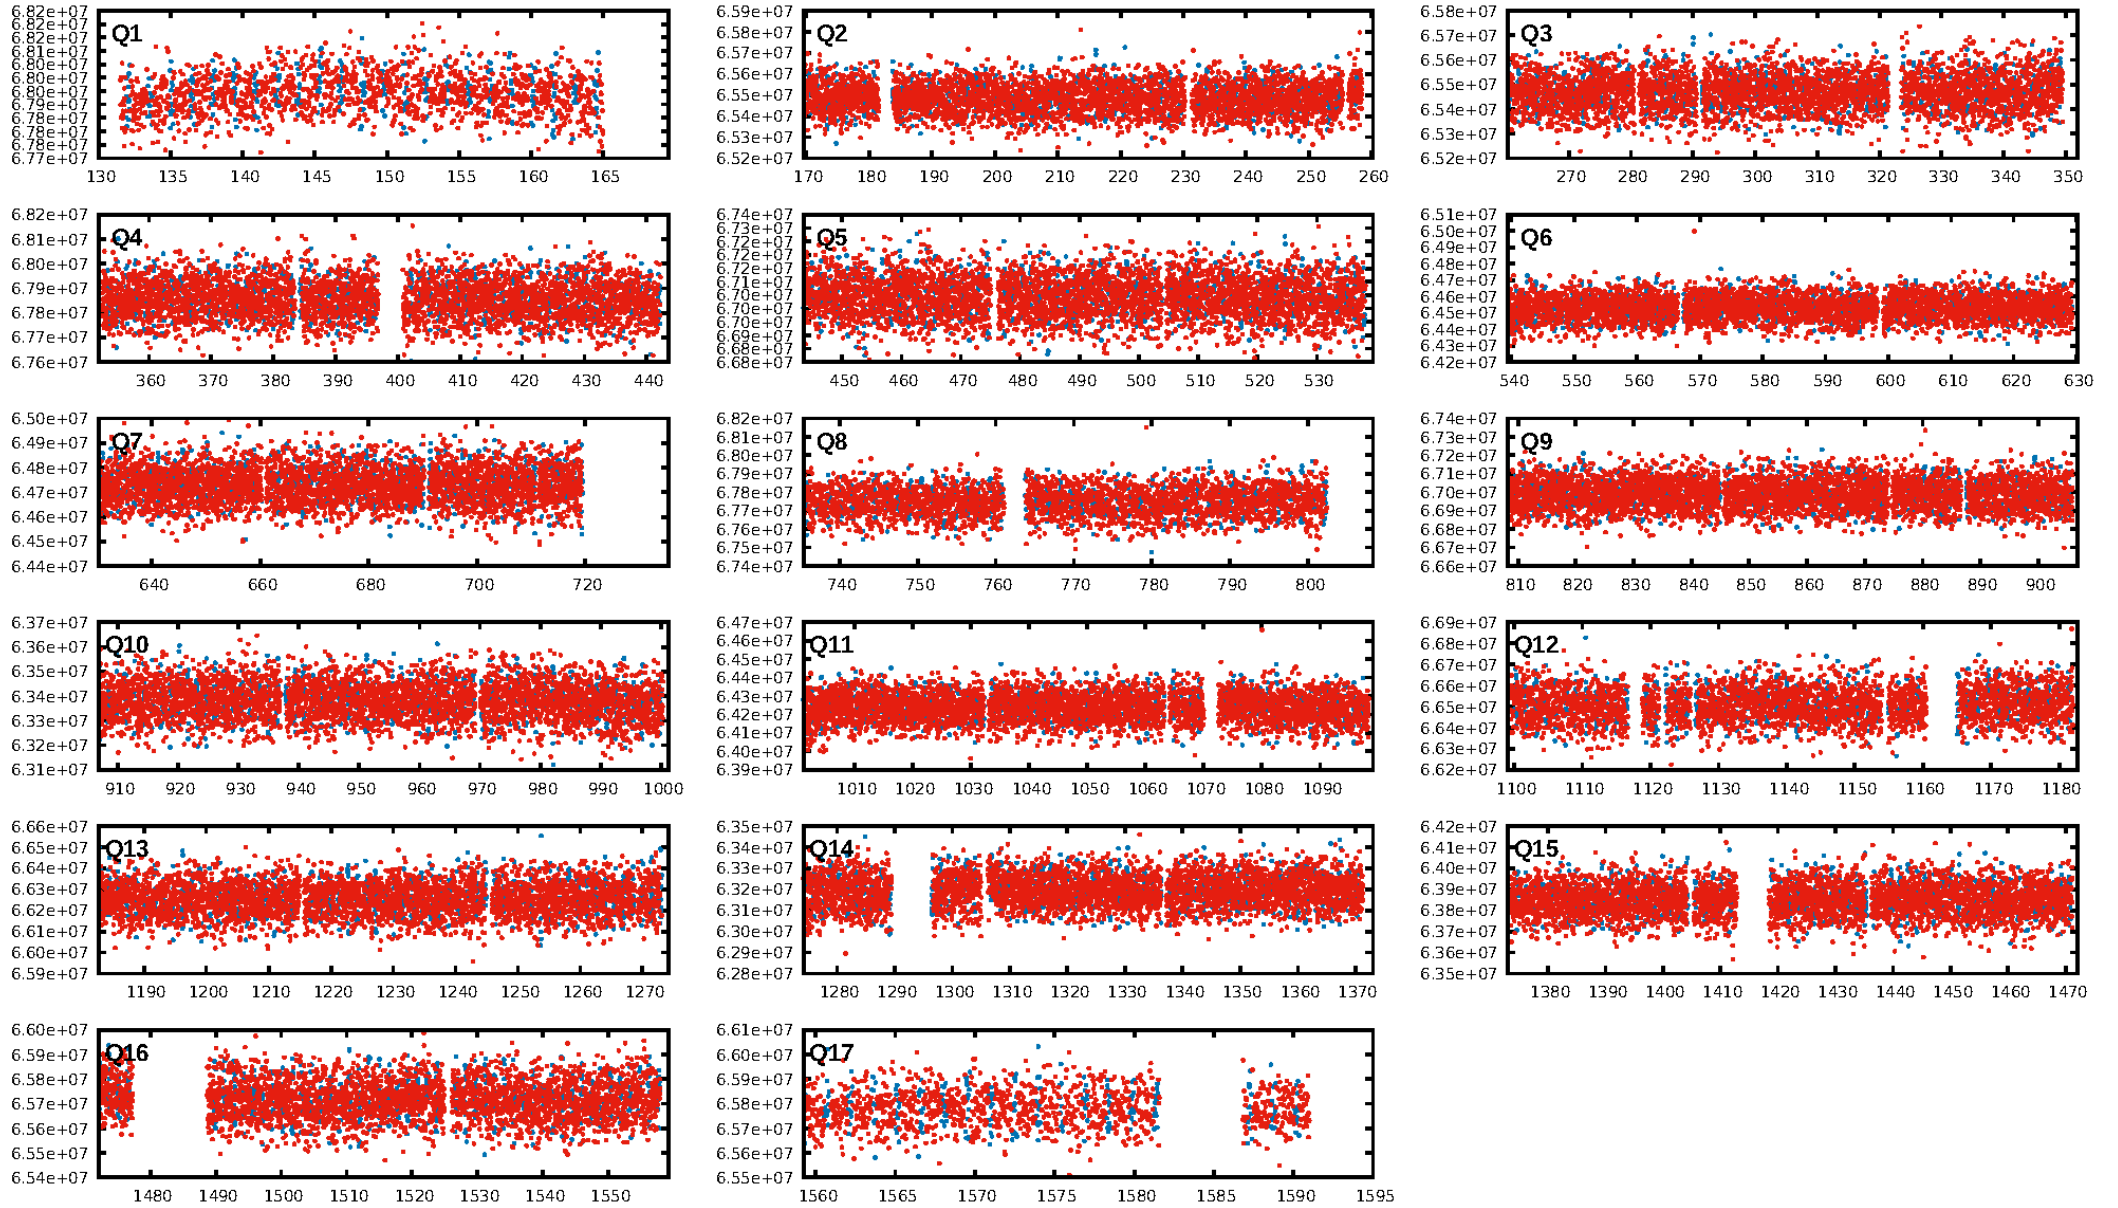 6.82e+07
6.82e+07
6.82e+07
6.81e+07
6.81e+07
6.80e+07
6.80e+07
6.79e+07
6.79e+07
6.78e+07
6.78e+07
6.77e+07
Q1
130 135 140 145 150 155 160 165
6.59e+07
6.58e+07
6.57e+07
6.56e+07
6.55e+07
6.54e+07
6.53e+07
6.52e+07
Q2
170 180 190 200 210 220 230 240 250 260
6.58e+07
6.57e+07
6.56e+07
6.55e+07
6.54e+07
6.53e+07
6.52e+07
Q3
270 280 290 300 310 320 330 340 350
6.82e+07
6.81e+07
6.80e+07
6.79e+07
6.78e+07
6.77e+07
6.76e+07
Q4
360 370 380 390 400 410 420 430 440
6.74e+07
6.73e+07
6.72e+07
6.72e+07
6.72e+07
6.71e+07
6.70e+07
6.70e+07
6.70e+07
6.69e+07
6.68e+07
6.68e+07
Q5
450 460 470 480 490 500 510 520 530
6.51e+07
6.50e+07
6.49e+07
6.48e+07
6.47e+07
6.46e+07
6.45e+07
6.44e+07
6.43e+07
6.42e+07
Q6
540 550 560 570 580 590 600 610 620 630
6.50e+07
6.49e+07
6.48e+07
6.47e+07
6.46e+07
6.45e+07
6.44e+07
Q7
640 660 680 700 720
6.82e+07
6.81e+07
6.80e+07
6.79e+07
6.78e+07
6.77e+07
6.76e+07
6.75e+07
6.74e+07
Q8
740 750 760 770 780 790 800
6.74e+07
6.73e+07
6.72e+07
6.71e+07
6.70e+07
6.69e+07
6.68e+07
6.67e+07
6.66e+07
Q9
810 820 830 840 850 860 870 880 890 900
6.37e+07
6.36e+07
6.35e+07
6.34e+07
6.33e+07
6.32e+07
6.31e+07
Q10
910 920 930 940 950 960 970 980 990 1000
6.47e+07
6.46e+07
6.45e+07
6.44e+07
6.43e+07
6.42e+07
6.41e+07
6.40e+07
6.39e+07
Q11
1010 1020 1030 1040 1050 1060 1070 1080 1090
6.69e+07
6.68e+07
6.67e+07
6.66e+07
6.65e+07
6.64e+07
6.63e+07
6.62e+07
Q12
1100 1110 1120 1130 1140 1150 1160 1170 1180
6.66e+07
6.65e+07
6.64e+07
6.63e+07
6.62e+07
6.61e+07
6.60e+07
6.59e+07
Q13
1190 1200 1210 1220 1230 1240 1250 1260 1270
6.35e+07
6.34e+07
6.33e+07
6.32e+07
6.31e+07
6.30e+07
6.29e+07
6.28e+07
Q14
1280 1290 1300 1310 1320 1330 1340 1350 1360 1370
6.42e+07
6.41e+07
6.40e+07
6.39e+07
6.38e+07
6.37e+07
6.36e+07
6.35e+07
Q15
1380 1390 1400 1410 1420 1430 1440 1450 1460 1470
6.60e+07
6.59e+07
6.58e+07
6.57e+07
6.56e+07
6.55e+07
6.54e+07
Q16
1480 1490 1500 1510 1520 1530 1540 1550
6.61e+07
6.60e+07
6.59e+07
6.58e+07
6.57e+07
6.56e+07
6.55e+07
Q17
1560 1565 1570 1575 1580 1585 1590 1595